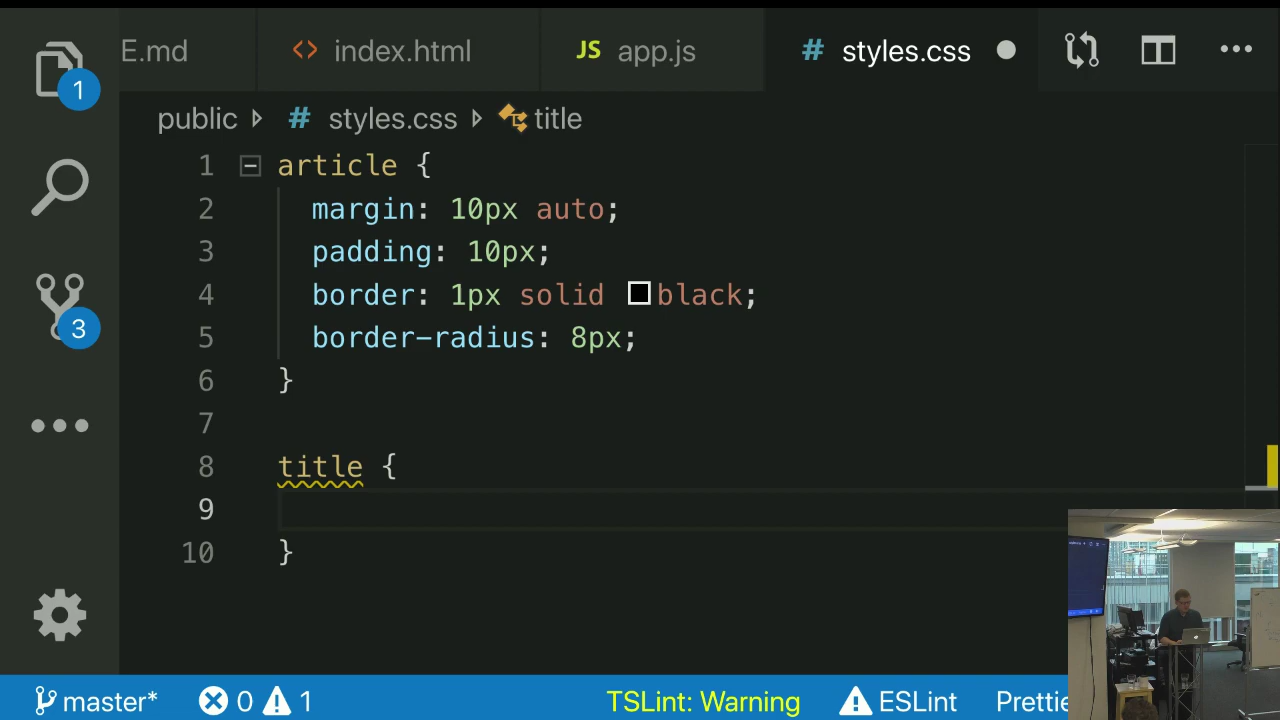 E.md <> index.html JS app.js # styles.css
1
public # styles.css title
1 article {
2 margin: 10px auto;
3 padding: 10px;
4 border: 1px solid black;
5 border-radius: 8px;
6 }
3
7
8 title {
9
10 }
master* 0 1 TSLint: Warning ESLint Prettie